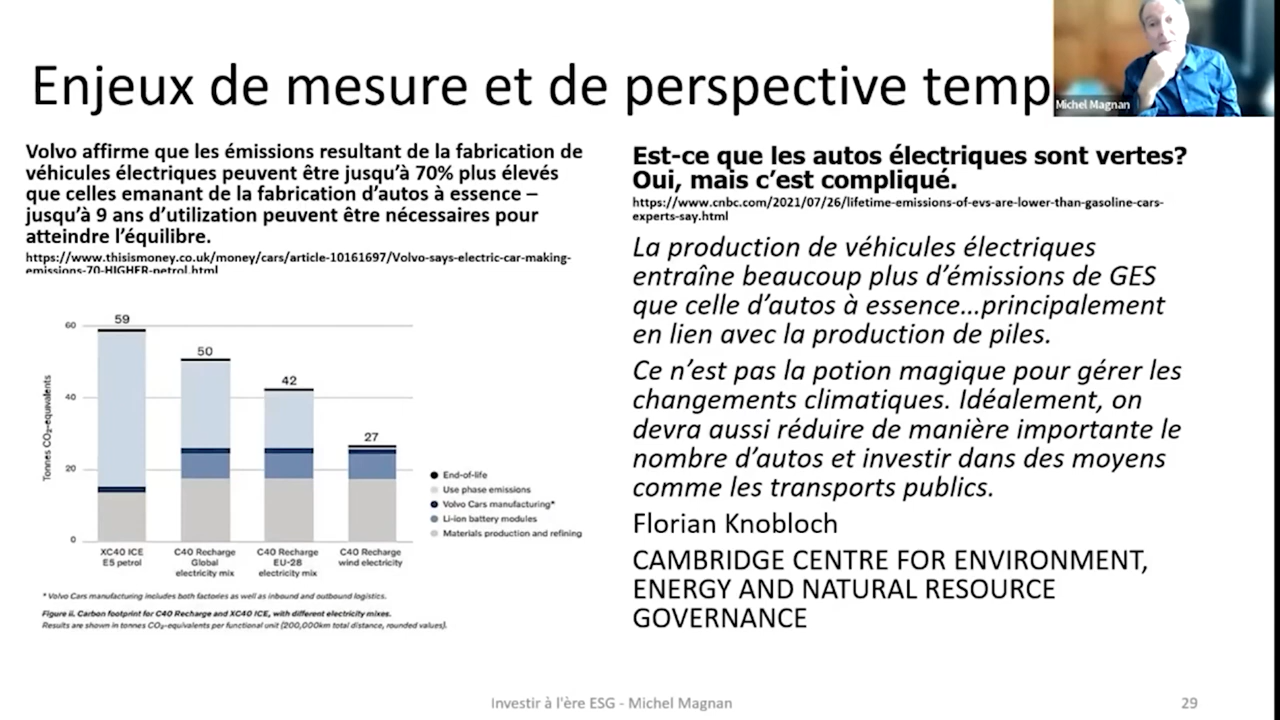 Enjeux de mesure et de perspective temp
Michel Magnan
Volvo affirme que les émissions resultant de la fabrication de
véhicules électriques peuvent être jusqu'à 70% plus élevés
que celles emanant de la fabrication d'autos à essence –
jusqu'à 9 ans d'utilization peuvent être nécessaires pour
atteindre l'équilibre.
https://www.thisismoney.co.uk/money/cars/article-10161697/Volvo-says-electric-car-making-
emissions-70-HIGHER-petrol.html
Tonnes CO₂-equivalents
60
40
20
0
59
50
42
27
XC40 ICE
E5 petrol
C40 Recharge
Global
electricity mix
C40 Recharge
EU-28
electricity mix
C40 Recharge
wind electricity
End-of-life
Use phase emissions
Volvo Cars manufacturing*
Li-ion battery modules
Materials production and refining
* Volvo Cars manufacturing includes both factories as well as inbound and outbound logistics.
Figure ii. Carbon footprint for C40 Recharge and XC40 ICE, with different electricity mixes.
Results are shown in tonnes CO₂-equivalents per functional unit (200,000km total distance, rounded values).
Est-ce que les autos électriques sont vertes?
Oui, mais c'est compliqué.
https://www.cnbc.com/2021/07/26/lifetime-emissions-of-evs-are-lower-than-gasoline-cars-
experts-say.html
La production de véhicules électriques
entraîne beaucoup plus d'émissions de GES
que celle d'autos à essence…principalement
en lien avec la production de piles.
Ce n'est pas la potion magique pour gérer les
changements climatiques. Idéalement, on
devra aussi réduire de manière importante le
nombre d'autos et investir dans des moyens
comme les transports publics.
Florian Knobloch
CAMBRIDGE CENTRE FOR ENVIRONMENT,
ENERGY AND NATURAL RESOURCE
GOVERNANCE
Investir à l'ère ESG - Michel Magnan
29